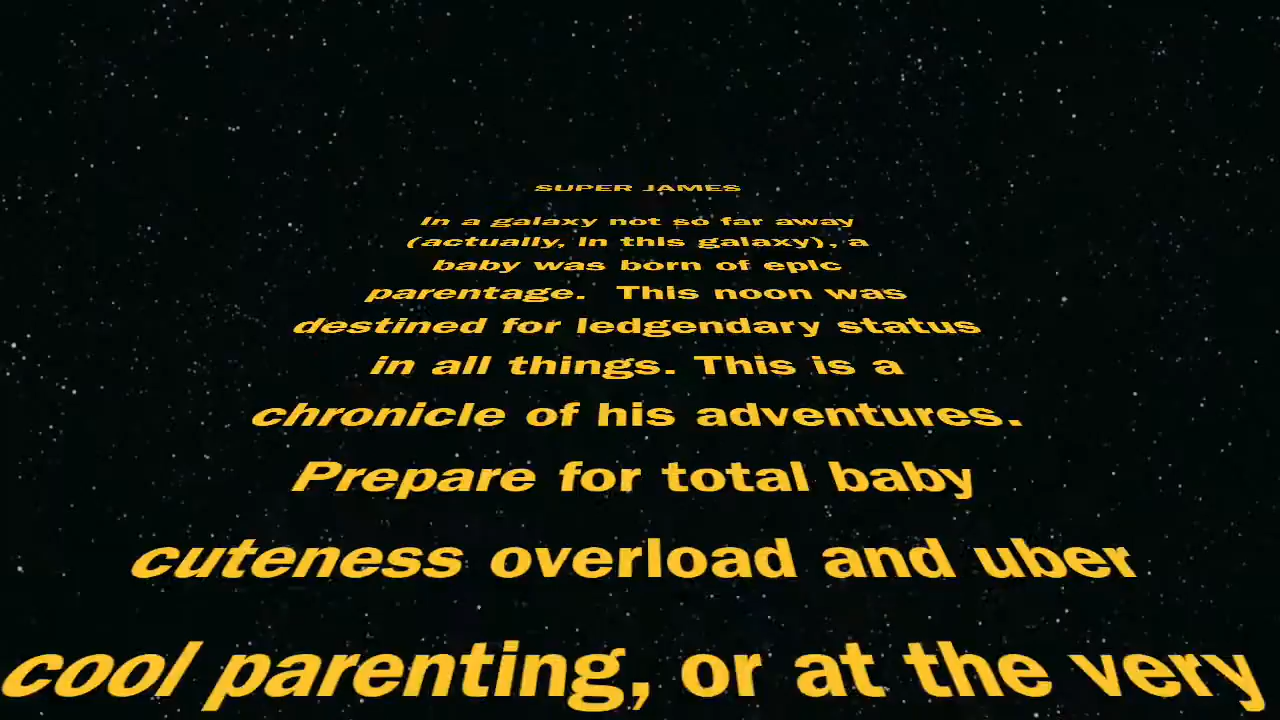 SUPER JAMES
In a galaxy not so far away
(actually, in this galaxy), a
baby was born of epic
parentage.  This noon was
destined for ledgendary status
in all things. This is a
chronicle of his adventures.
Prepare for total baby
cuteness overload and uber
cool parenting, or at the very